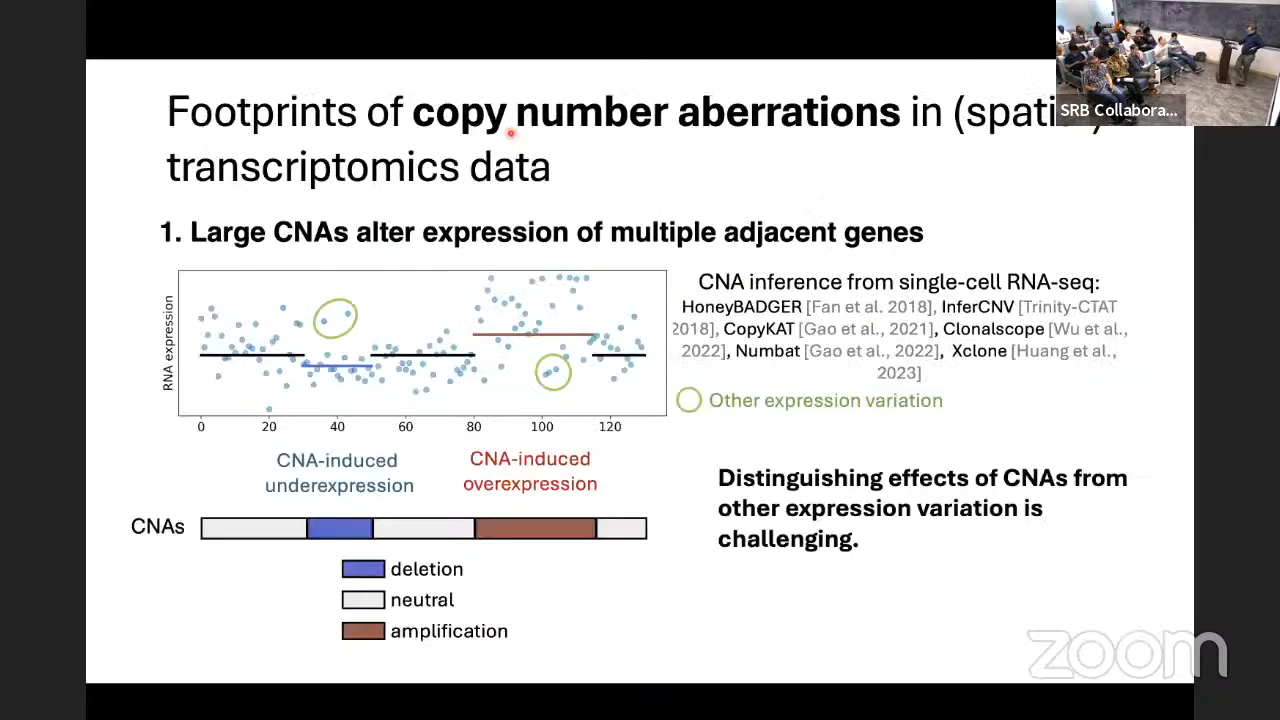 Footprints of copy number aberrations in (spati
transcriptomics data
SRB Collabora...
1. Large CNAs alter expression of multiple adjacent genes
RNA expression
0 20 40 60 80 100 120
CNA-induced
underexpression
CNA-induced
overexpression
CNAs
deletion
neutral
amplification
CNA inference from single-cell RNA-seq:
HoneyBADGER [Fan et al. 2018], InferCNV [Trinity-CTAT
2018], CopyKAT [Gao et al., 2021], Clonalscope [Wu et al.,
2022], Numbat [Gao et al., 2022], Xclone [Huang et al.,
2023]
Other expression variation
Distinguishing effects of CNAs from
other expression variation is
challenging.
zoom